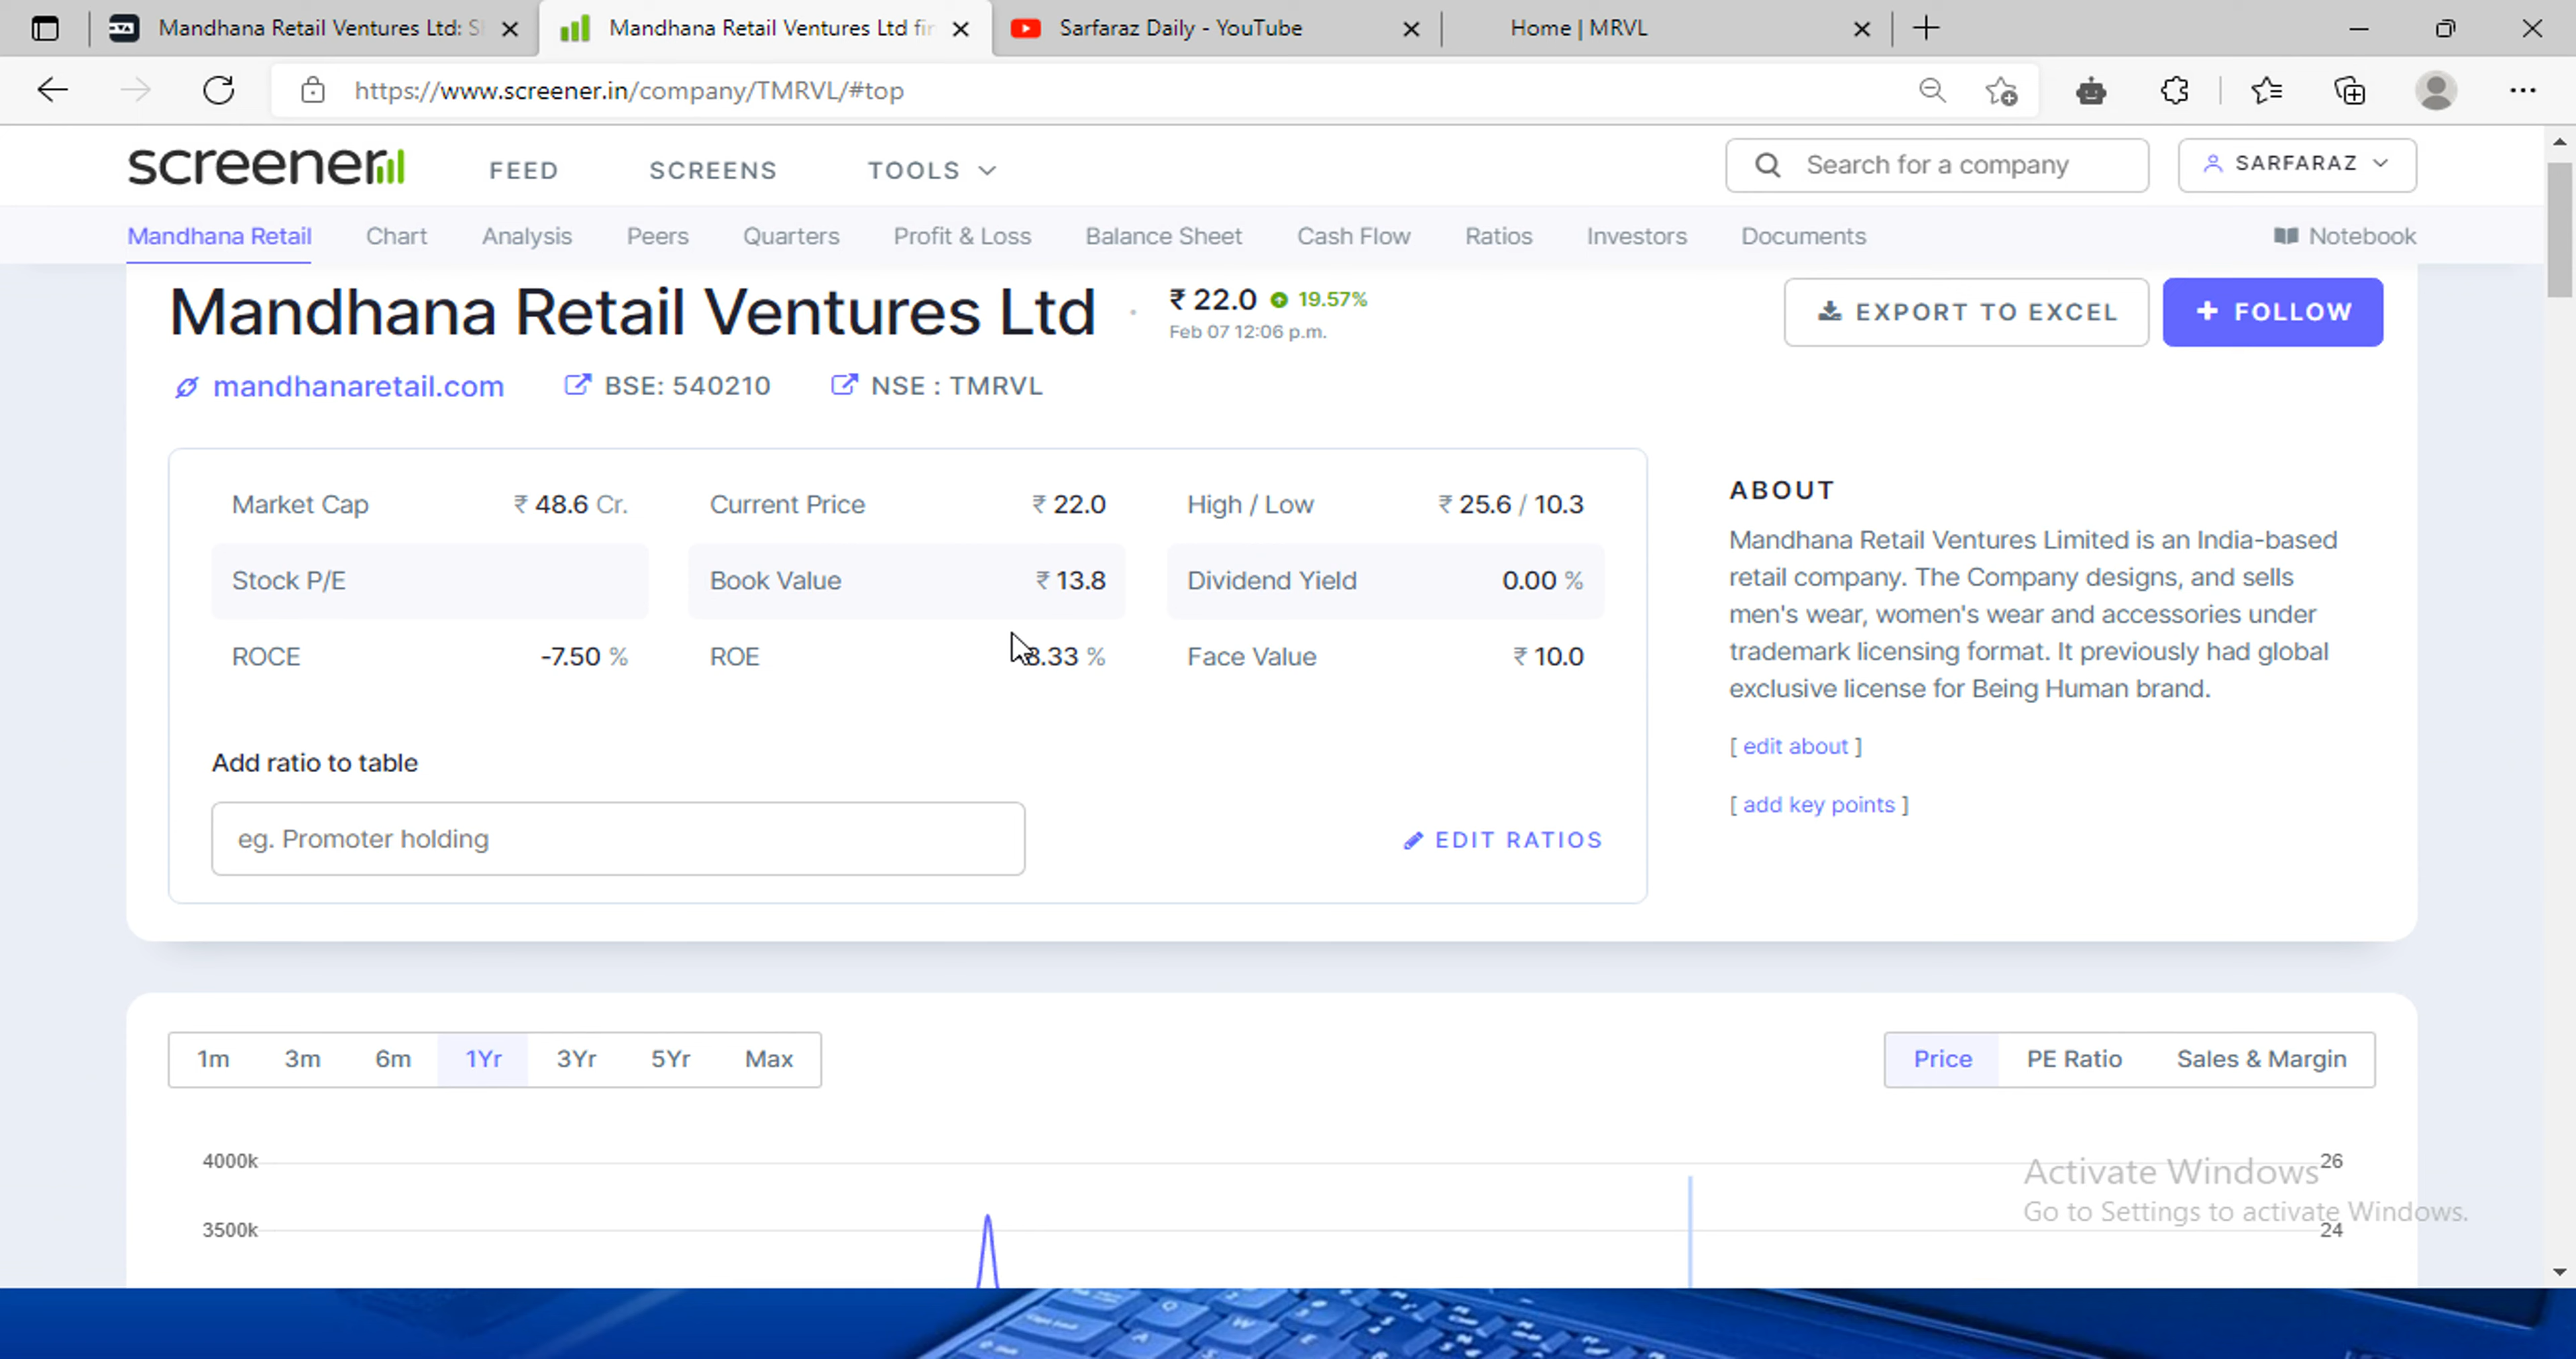 Mandhana Retail Ventures Ltd: S
Mandhana Retail Ventures Ltd fin
Sarfaraz Daily - YouTube
Home | MRVL
https://www.screener.in/company/TMRVL/#top
screener
FEED
SCREENS
TOOLS
Search for a company
SARFARAZ
Mandhana Retail
Chart
Analysis
Peers
Quarters
Profit & Loss
Balance Sheet
Cash Flow
Ratios
Investors
Documents
Notebook
Mandhana Retail Ventures Ltd
₹ 22.0 19.57%
Feb 07 12:06 p.m.
EXPORT TO EXCEL
+ FOLLOW
mandhanaretail.com
BSE: 540210
NSE : TMRVL
Market Cap ₹ 48.6 Cr.
Current Price ₹ 22.0
High / Low ₹ 25.6 / 10.3
Stock P/E
Book Value ₹ 13.8
Dividend Yield 0.00 %
ROCE -7.50 %
ROE 8.33 %
Face Value ₹ 10.0
Add ratio to table
eg. Promoter holding
EDIT RATIOS
ABOUT
Mandhana Retail Ventures Limited is an India-based
retail company. The Company designs, and sells
men's wear, women's wear and accessories under
trademark licensing format. It previously had global
exclusive license for Being Human brand.
[ edit about ]
[ add key points ]
1m
3m
6m
1Yr
3Yr
5Yr
Max
Price
PE Ratio
Sales & Margin
4000k
26
3500k
24
Activate Windows
Go to Settings to activate Windows.